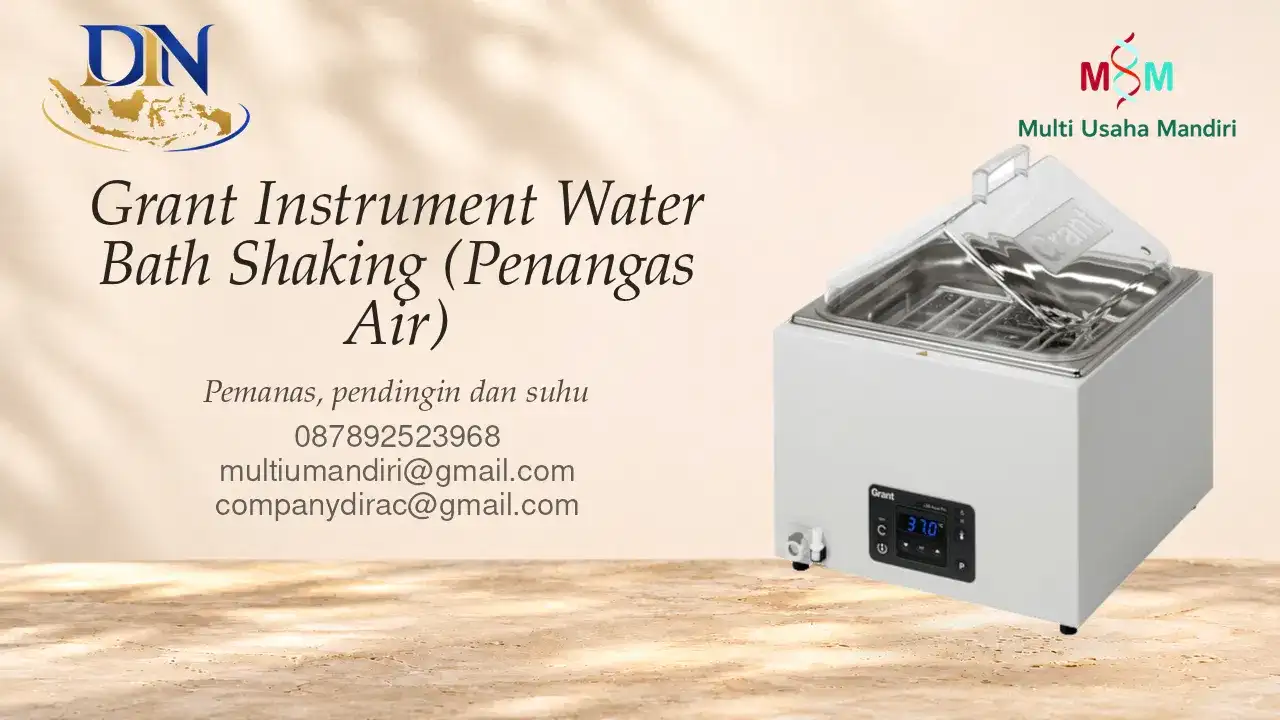 DIN
MSM
Multi Usaha Mandiri
Grant Instrument Water
Bath Shaking (Penangas
Air)
Pemanas, pendingin dan suhu
087892523968
multiumandiri@gmail.com
companydirac@gmail.com
Grant
Grant
37.0°C
P